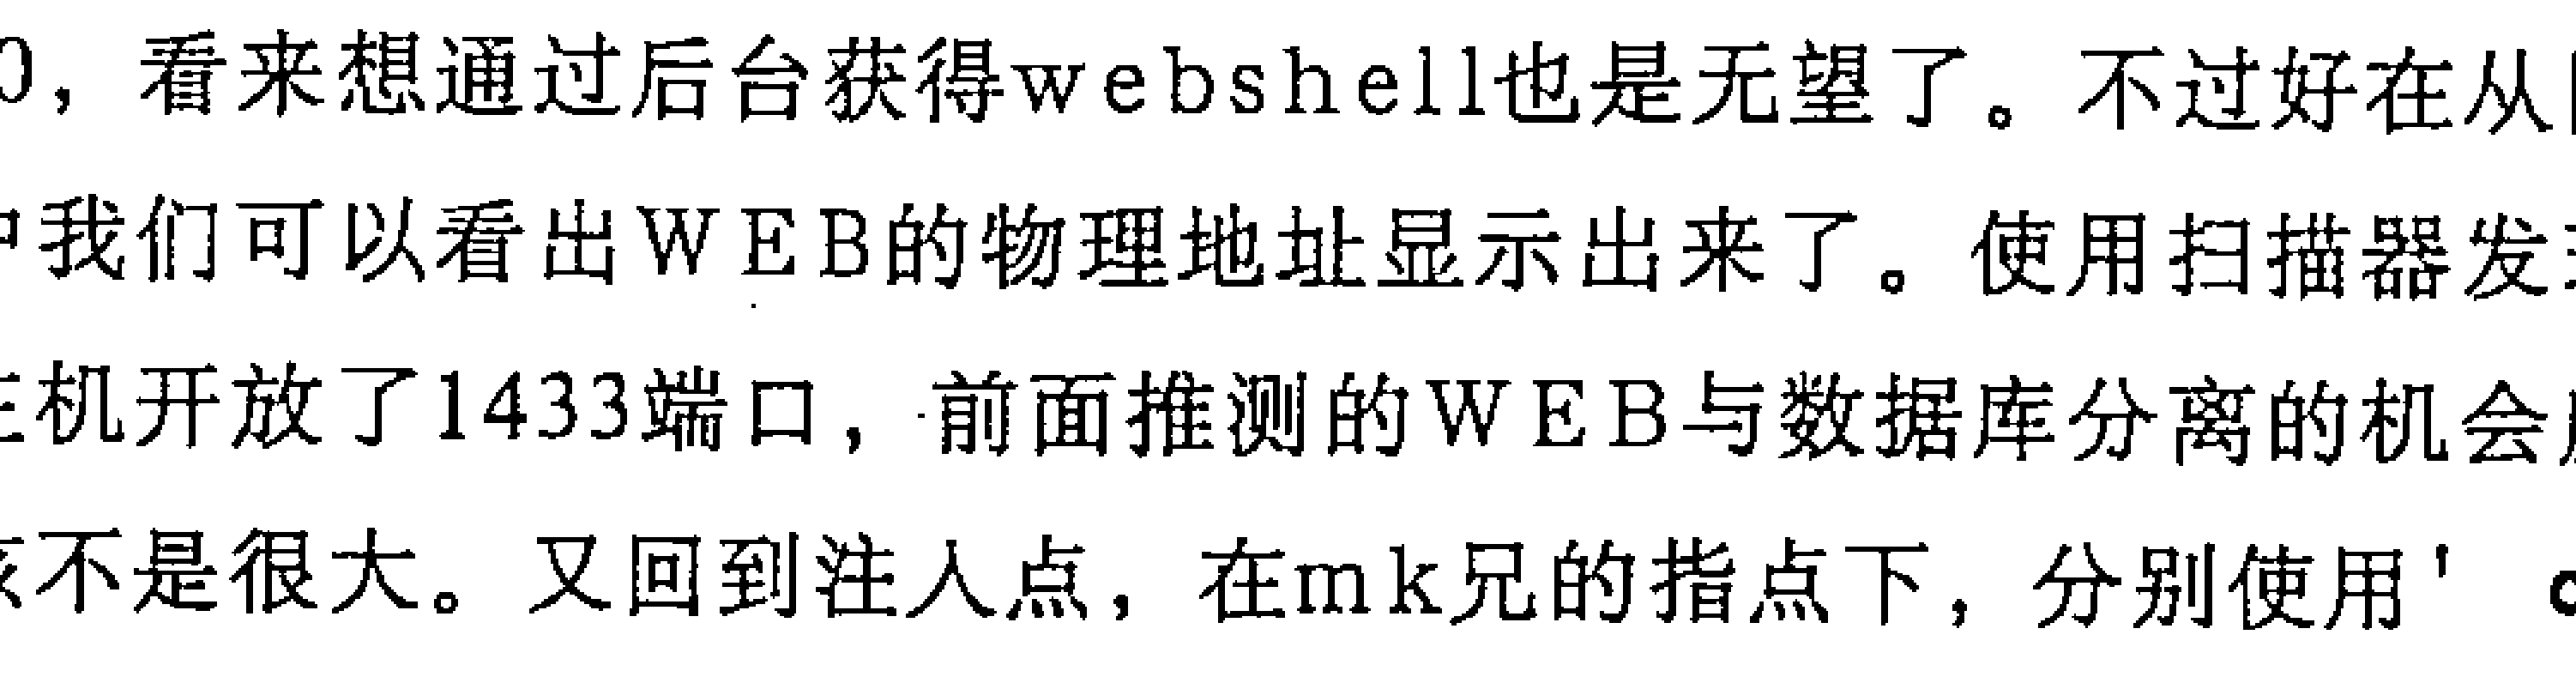 ，看来想通过后台获得webshell也是无望了。不过好在从
我们可以看出WEB的物理地址显示出来了。使用扫描器发
机开放了1433端口，前面推测的WEB与数据库分离的机会
不是很大。又回到注入点，在mk兄的指点下，分别使用'